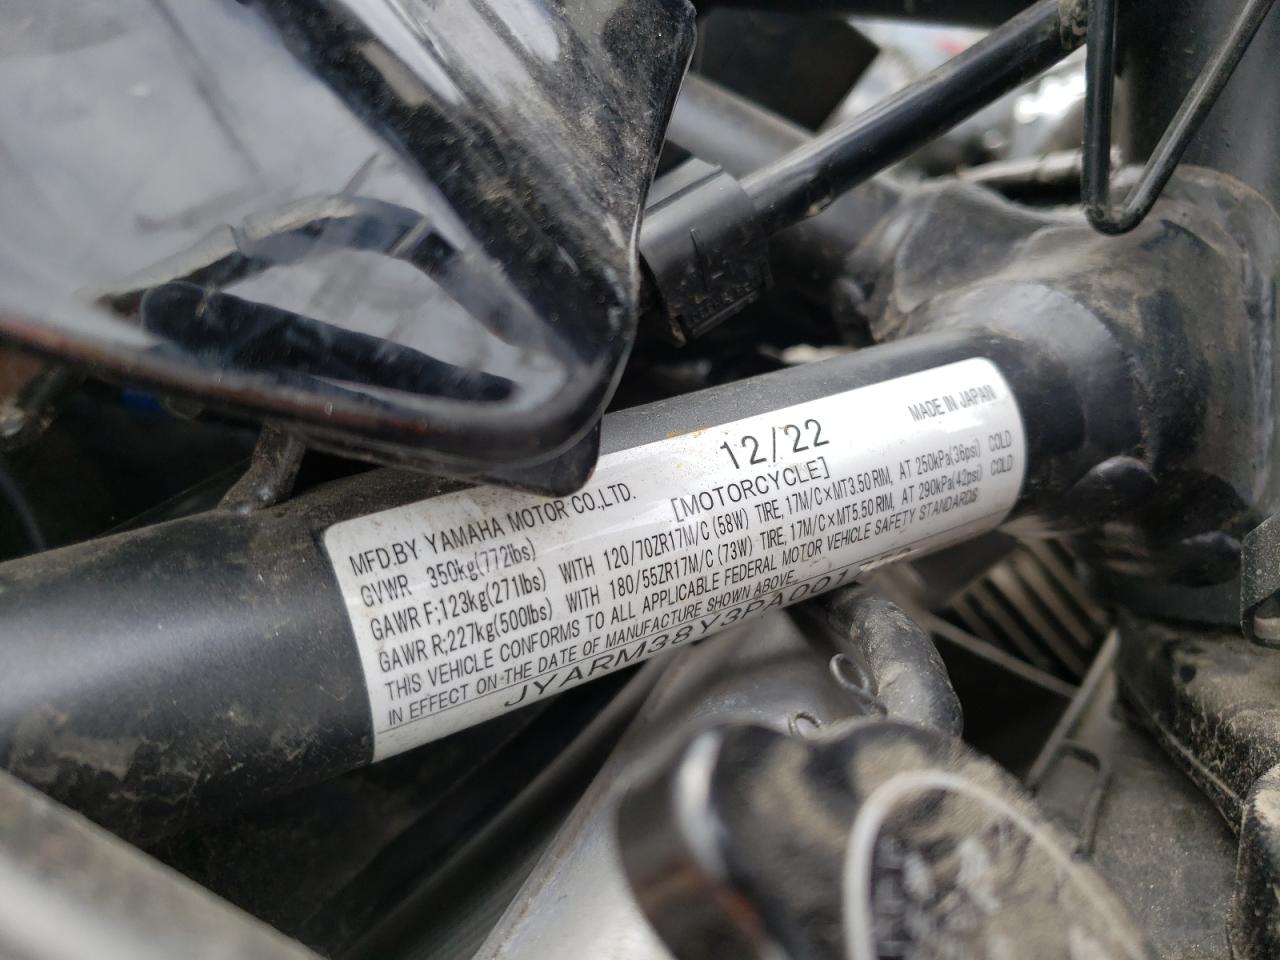 12/22
MADE IN JAPAN
MFD.BY YAMAHA MOTOR CO.,LTD.
[MOTORCYCLE]
GVWR 350kg(772lbs)
GAWR F;123kg(271lbs) WITH 120/70ZR17M/C (58W) TIRE, 17M/C×MT3.50 RIM, AT 250kPa(36psi) COLD
GAWR R;227kg(500lbs) WITH 180/55ZR17M/C (73W) TIRE, 17M/C×MT5.50 RIM, AT 290kPa(42psi) COLD
THIS VEHICLE CONFORMS TO ALL APPLICABLE FEDERAL MOTOR VEHICLE SAFETY STANDARDS
IN EFFECT ON THE DATE OF MANUFACTURE SHOWN ABOVE.